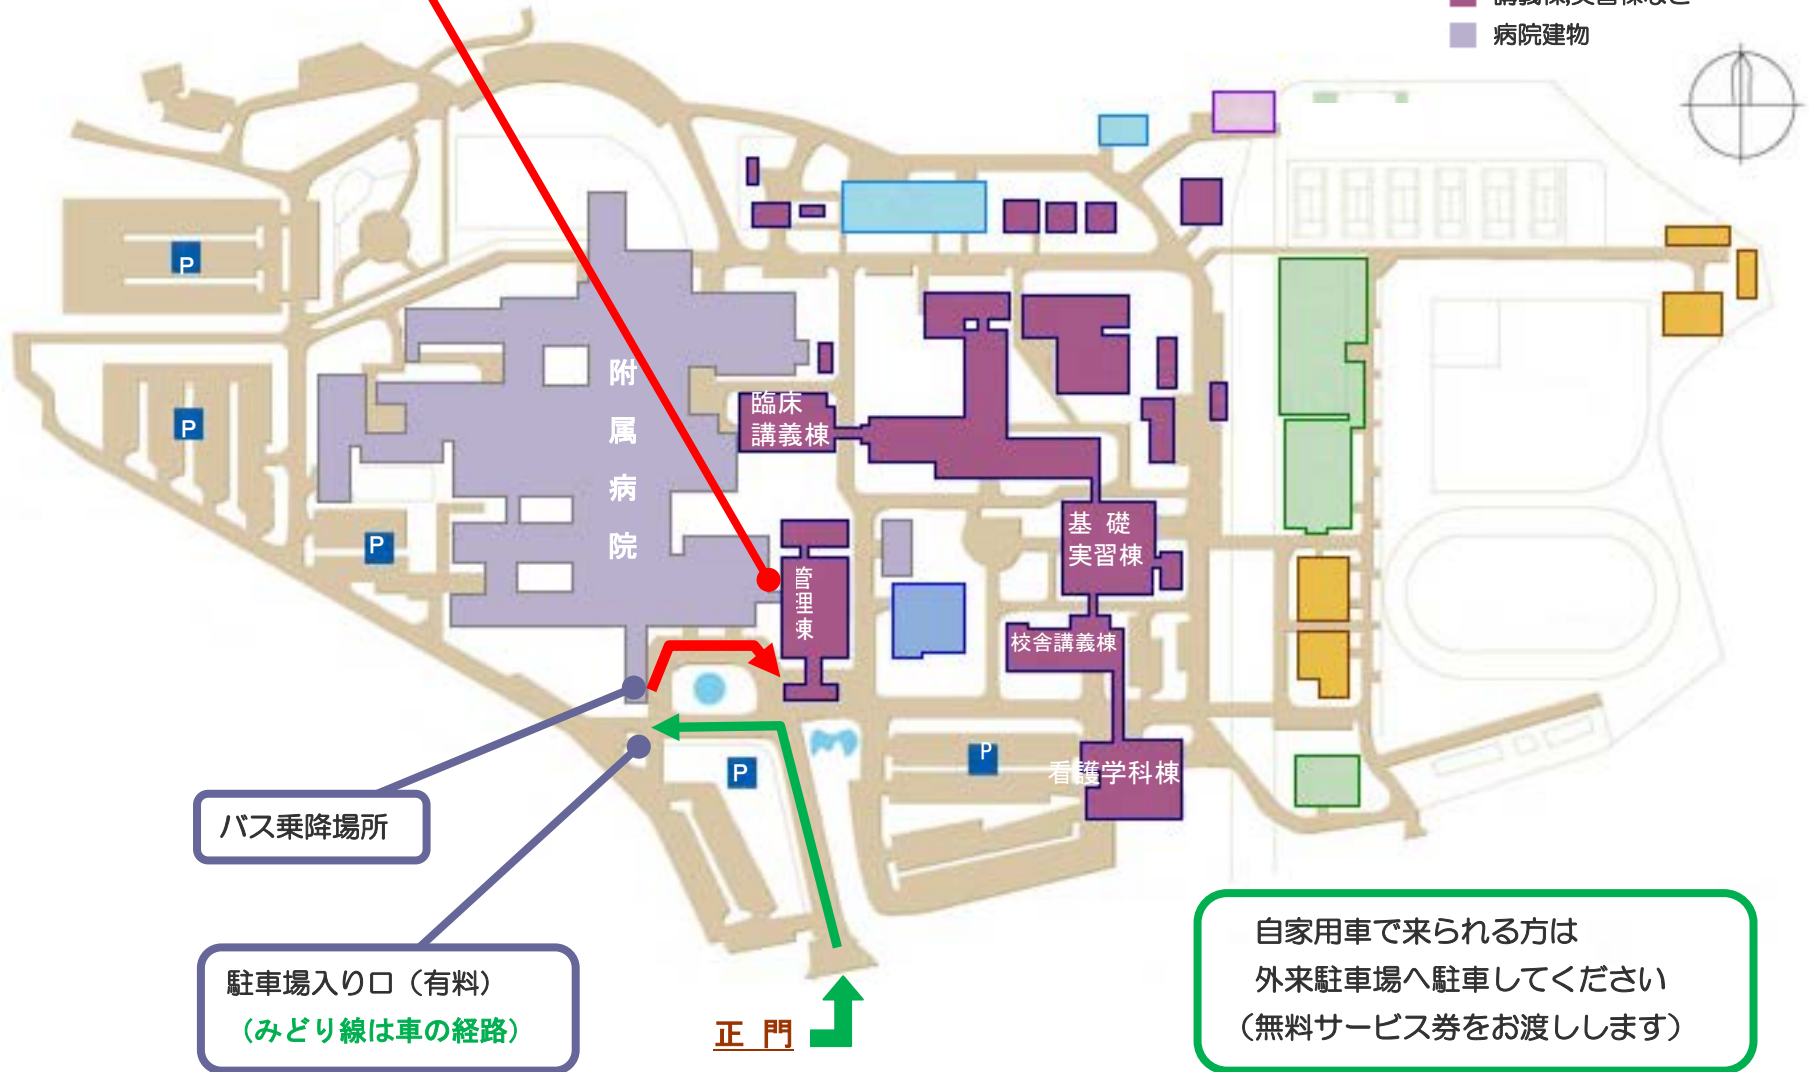 病院建物
P
P
P
P
P
附
属
病
院
臨床
講義棟
管
理
棟
基 礎
実習棟
校舎講義棟
看護学科棟
バス乗降場所
駐車場入り口（有料）
（みどり線は車の経路）
正 門
自家用車で来られる方は
外来駐車場へ駐車してください
（無料サービス券をお渡しします）